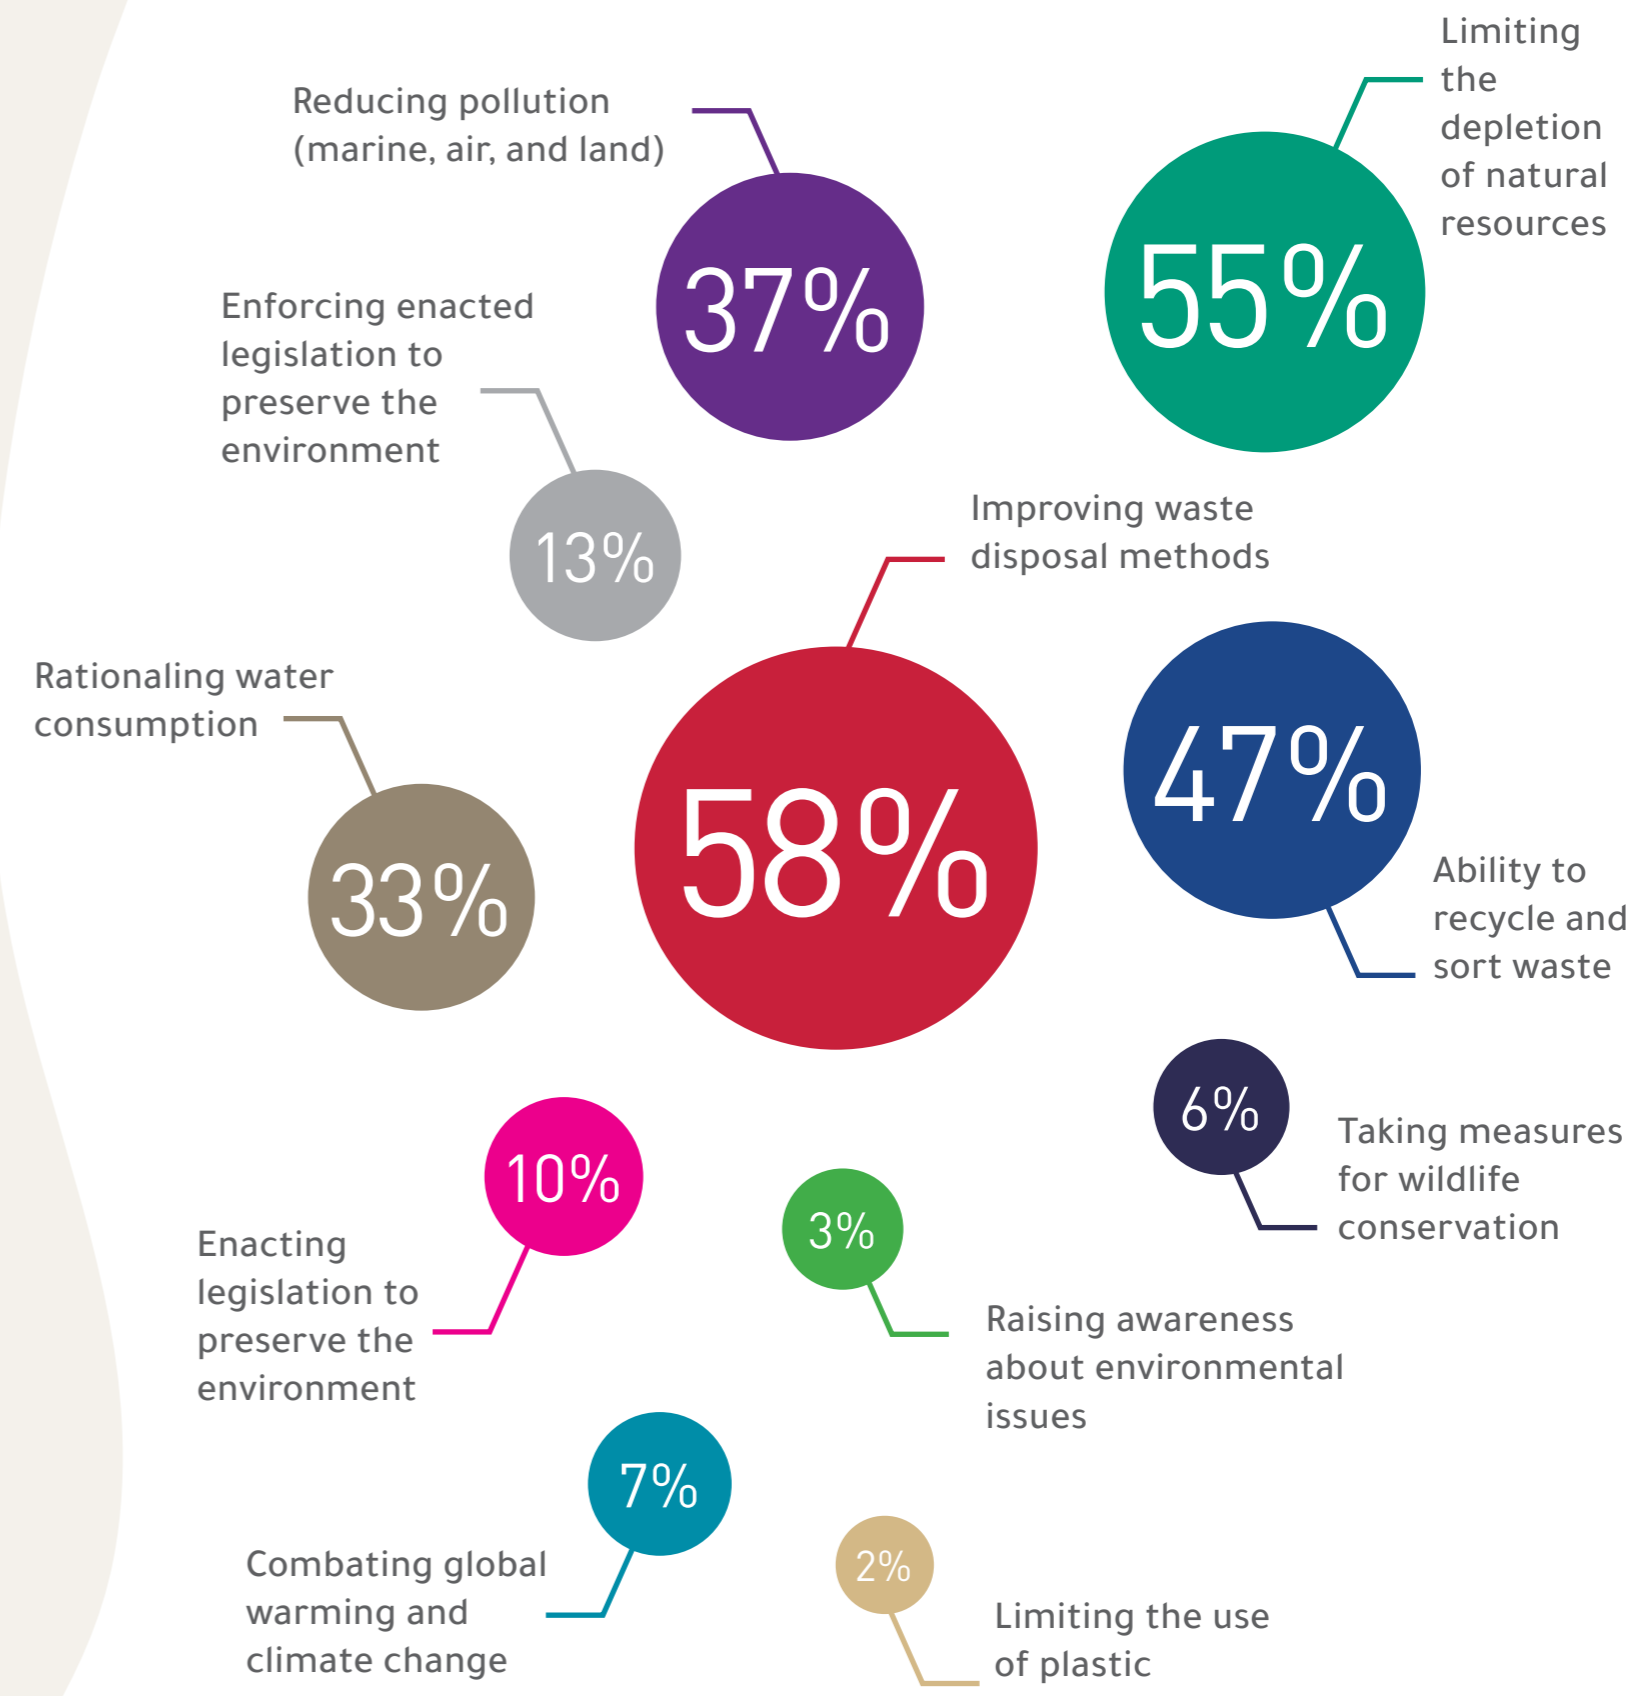 Limiting
the
depletion
of natural
resources
55%
Reducing pollution
(marine, air, and land)
37%
Enforcing enacted
legislation to
preserve the
environment
13%
Improving waste
disposal methods
58%
Rationaling water
consumption
33%
47%
Ability to
recycle and
sort waste
6%
Taking measures
for wildlife
conservation
10%
Enacting
legislation to
preserve the
environment
3%
Raising awareness
about environmental
issues
7%
Combating global
warming and
climate change
2%
Limiting the use
of plastic